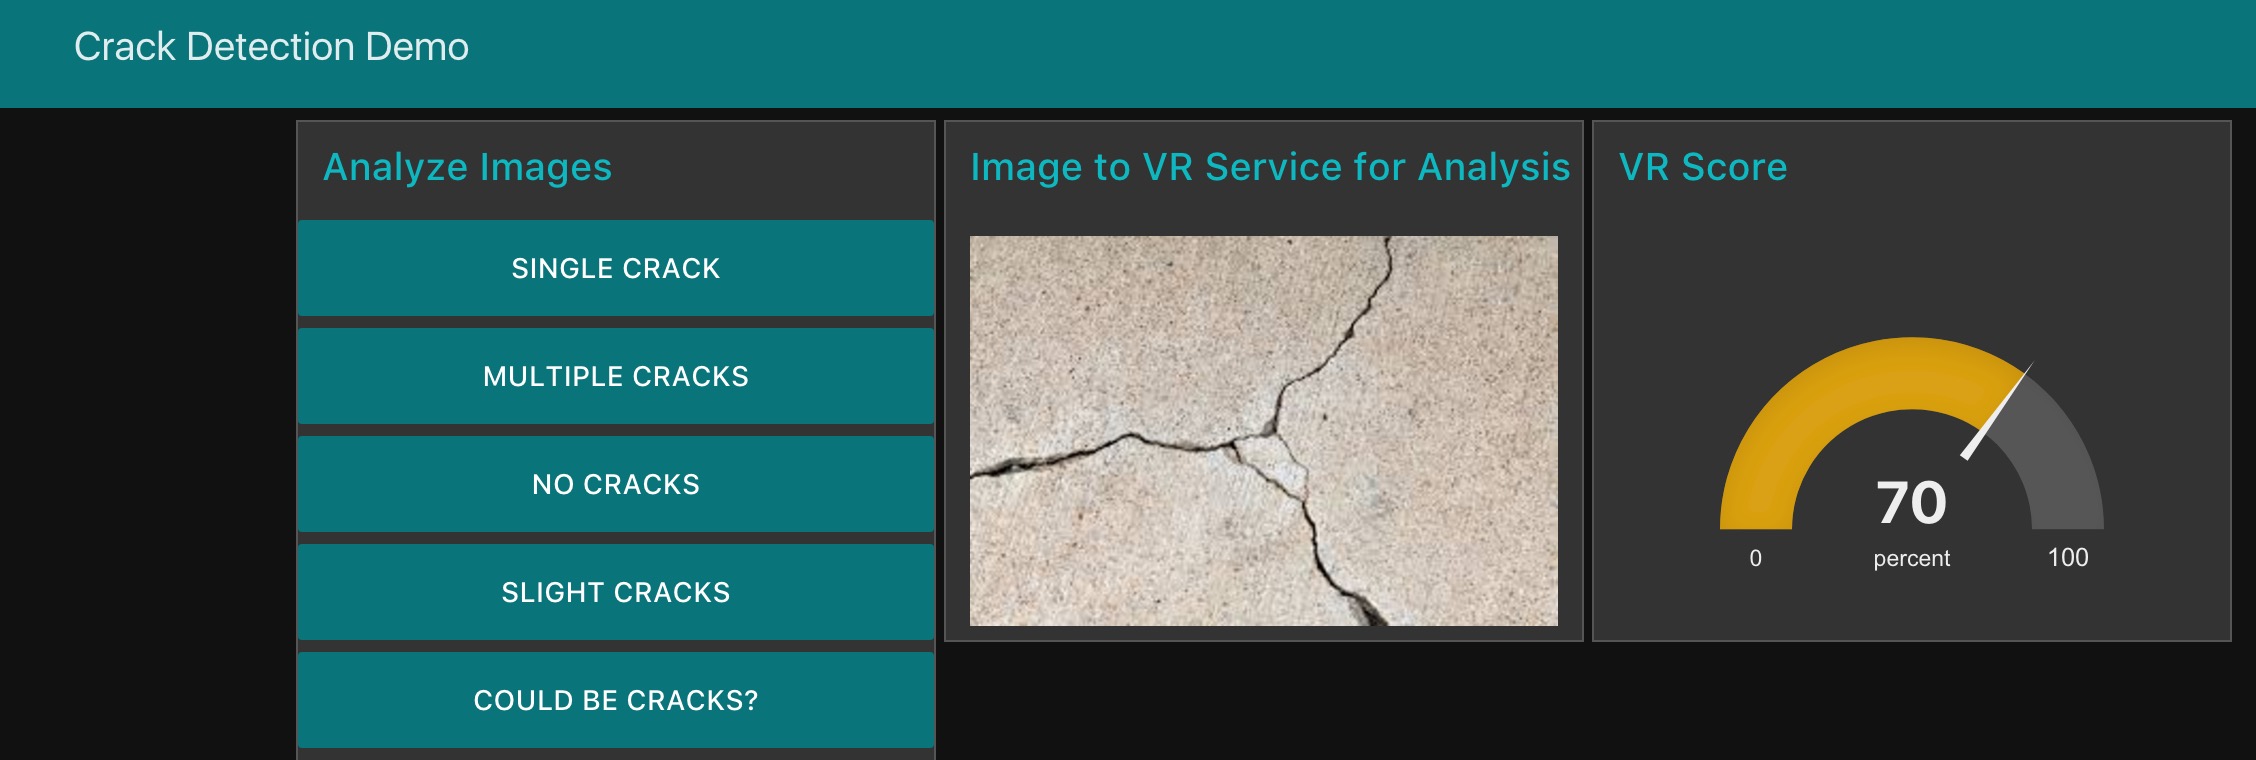 Crack Detection Demo
Analyze Images
SINGLE CRACK
MULTIPLE CRACKS
NO CRACKS
SLIGHT CRACKS
COULD BE CRACKS?
Image to VR Service for Analysis
VR Score
70
0
percent
100